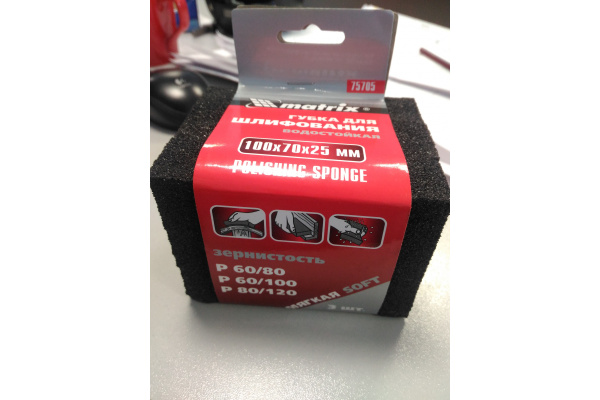 75705
matrix®
ГУБКА ДЛЯ
ШЛИФОВАНИЯ
ВОДОСТОЙКАЯ
100x70x25 мм
POLISHING SPONGE
зернистость
P 60/80
P 60/100
P 80/120
МЯГКАЯ SOFT
3 шт.